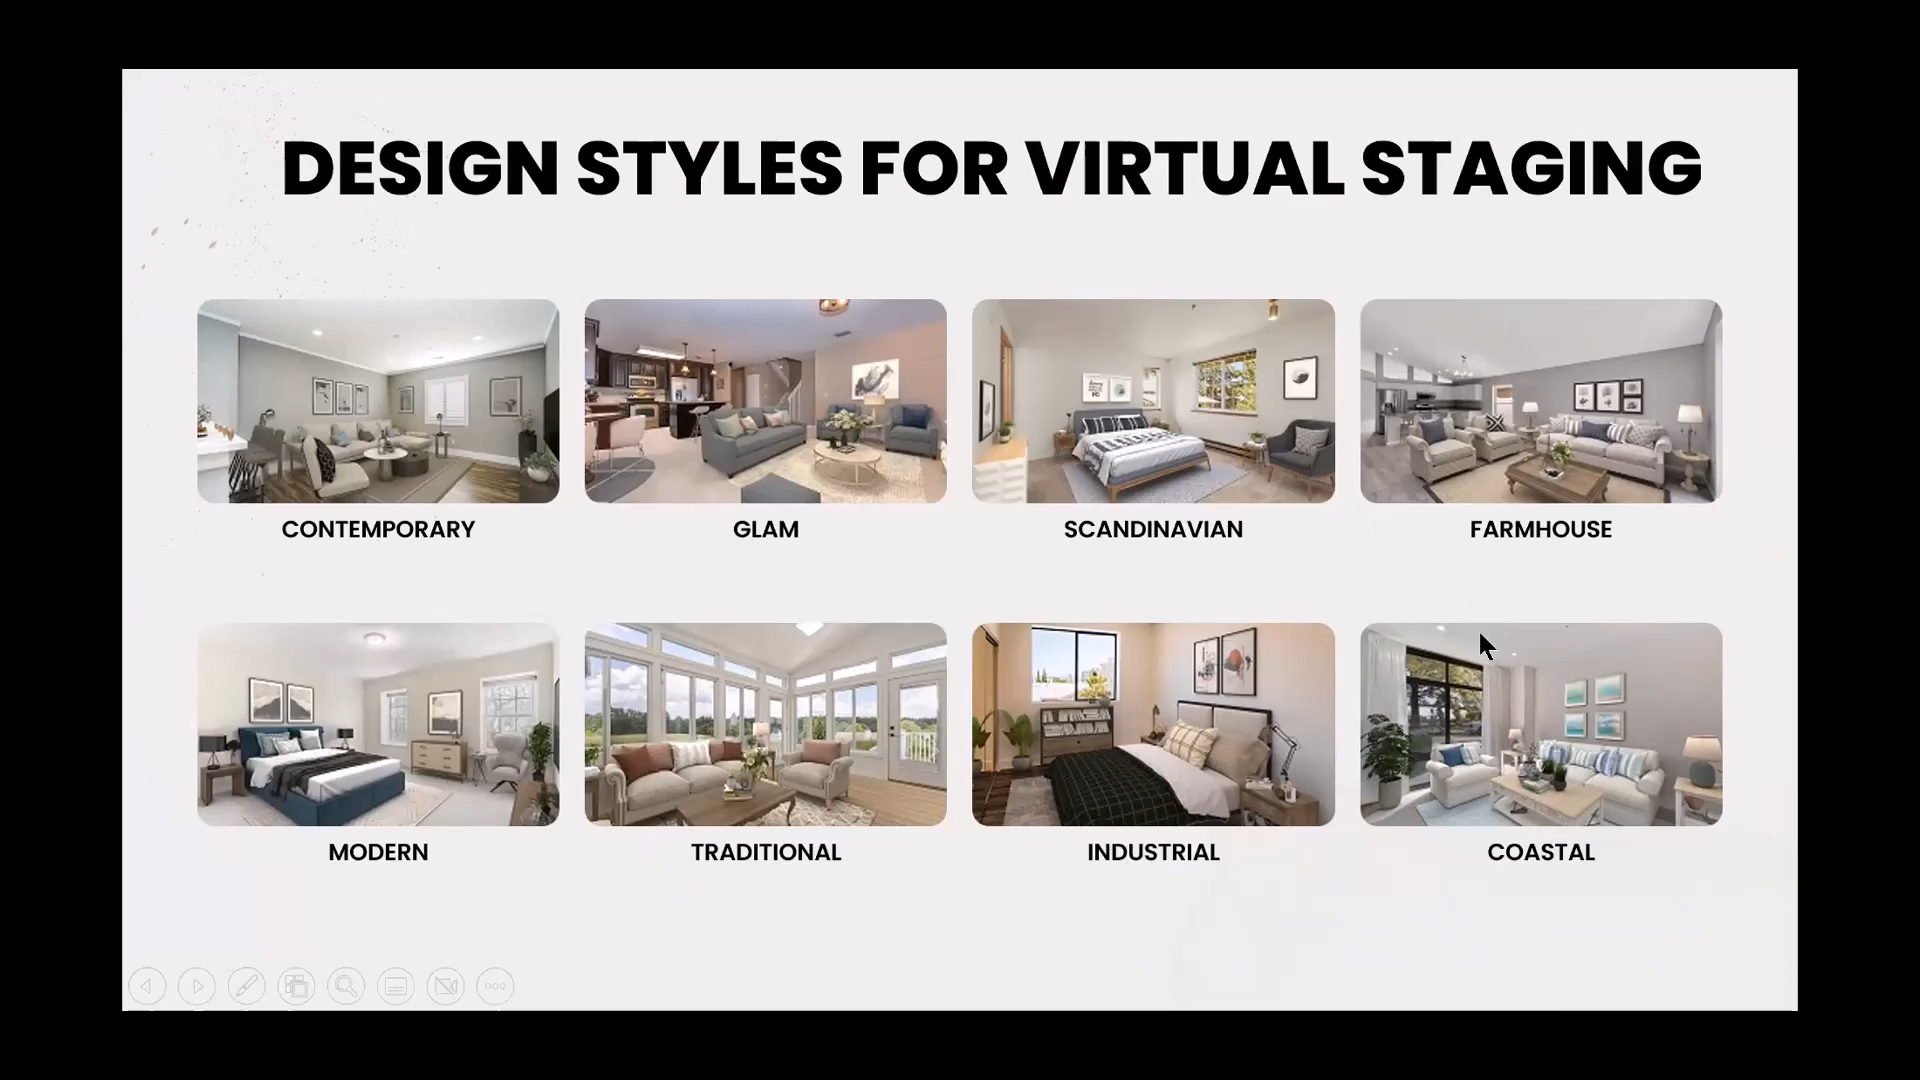 DESIGN STYLES FOR VIRTUAL STAGING
CONTEMPORARY
GLAM
SCANDINAVIAN
FARMHOUSE
MODERN
TRADITIONAL
INDUSTRIAL
COASTAL